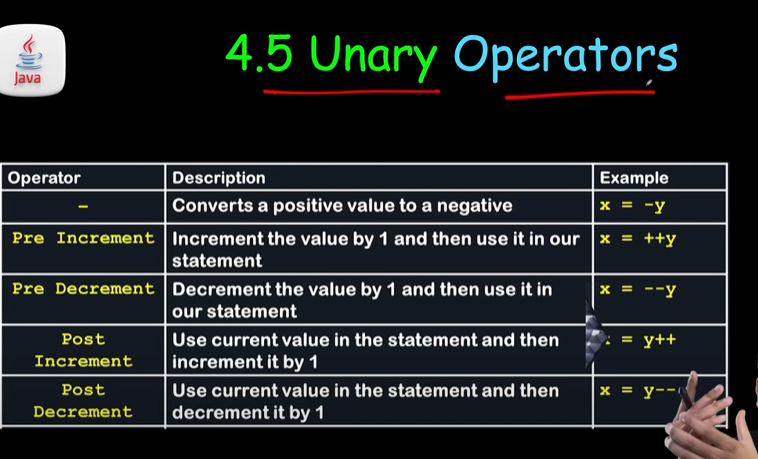 Java
4.5 Unary Operators
Operator Description Example
- Converts a positive value to a negative x = -y
Pre Increment Increment the value by 1 and then use it in our x = ++y
statement
Pre Decrement Decrement the value by 1 and then use it in x = --y
our statement
Post Use current value in the statement and then = y++
Increment increment it by 1
Post Use current value in the statement and then x = y--
Decrement decrement it by 1